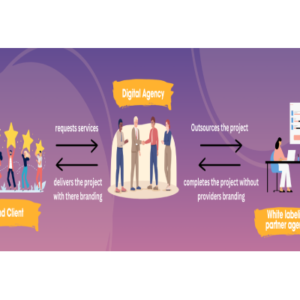 Digital Agency
requests services
Outsources the project
delivers the project
with there branding
completes the project without
providers branding
d Client
White label
partner age